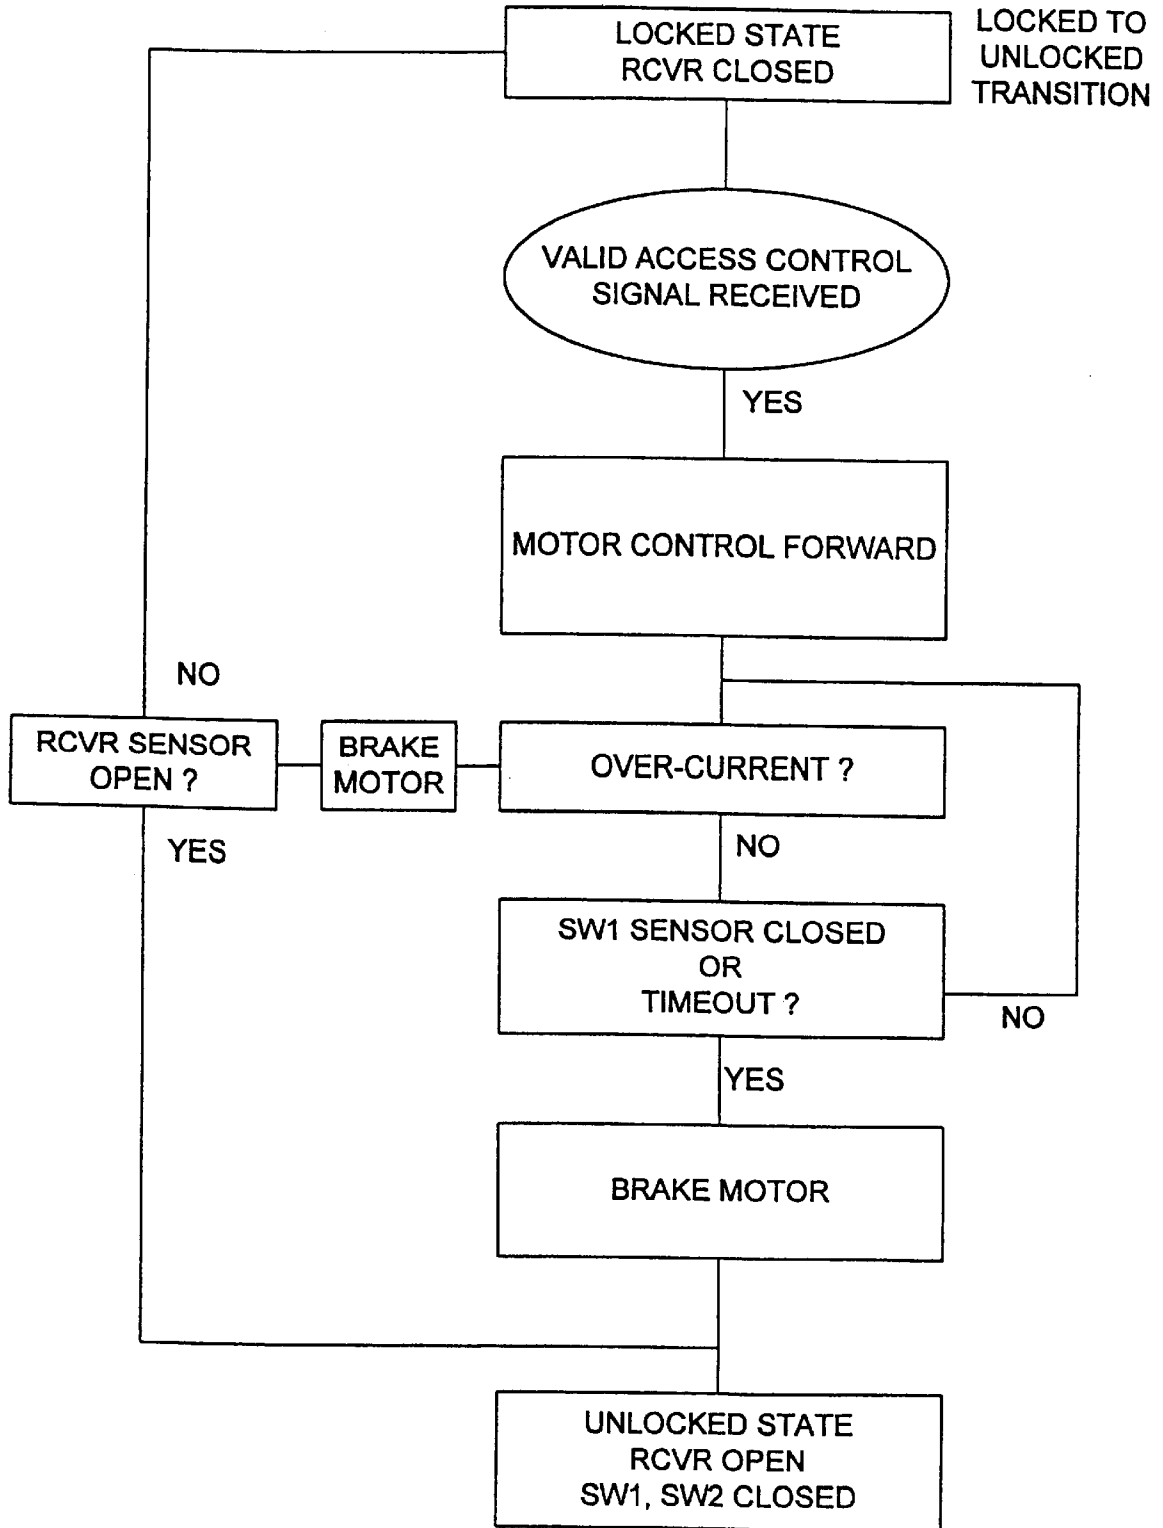 LOCKED STATE
RCVR CLOSED
LOCKED TO
UNLOCKED
TRANSITION
VALID ACCESS CONTROL
SIGNAL RECEIVED
YES
MOTOR CONTROL FORWARD
NO
RCVR SENSOR
OPEN ?
BRAKE
MOTOR
OVER-CURRENT ?
YES
NO
SW1 SENSOR CLOSED
OR
TIMEOUT ?
NO
YES
BRAKE MOTOR
UNLOCKED STATE
RCVR OPEN
SW1, SW2 CLOSED